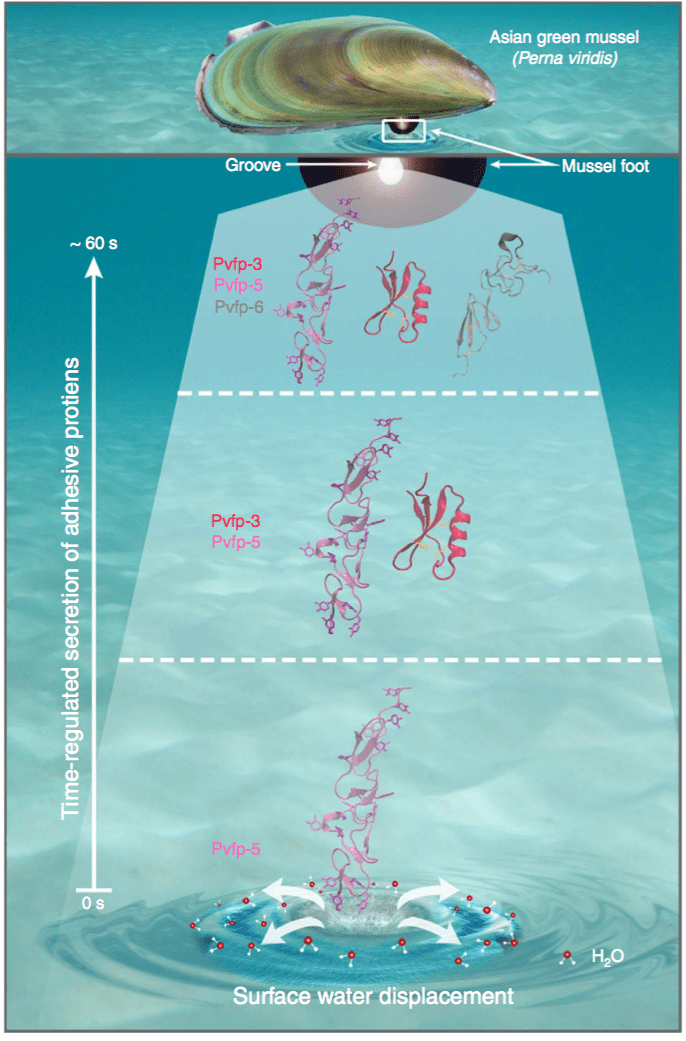 Asian green mussel
(Perna viridis)
Groove
Mussel foot
~ 60 s
Pvfp-3
Pvfp-5
Pvfp-6
Time-regulated secretion of adhesive protiens
Pvfp-3
Pvfp-5
Pvfp-5
0 s
H₂O
Surface water displacement